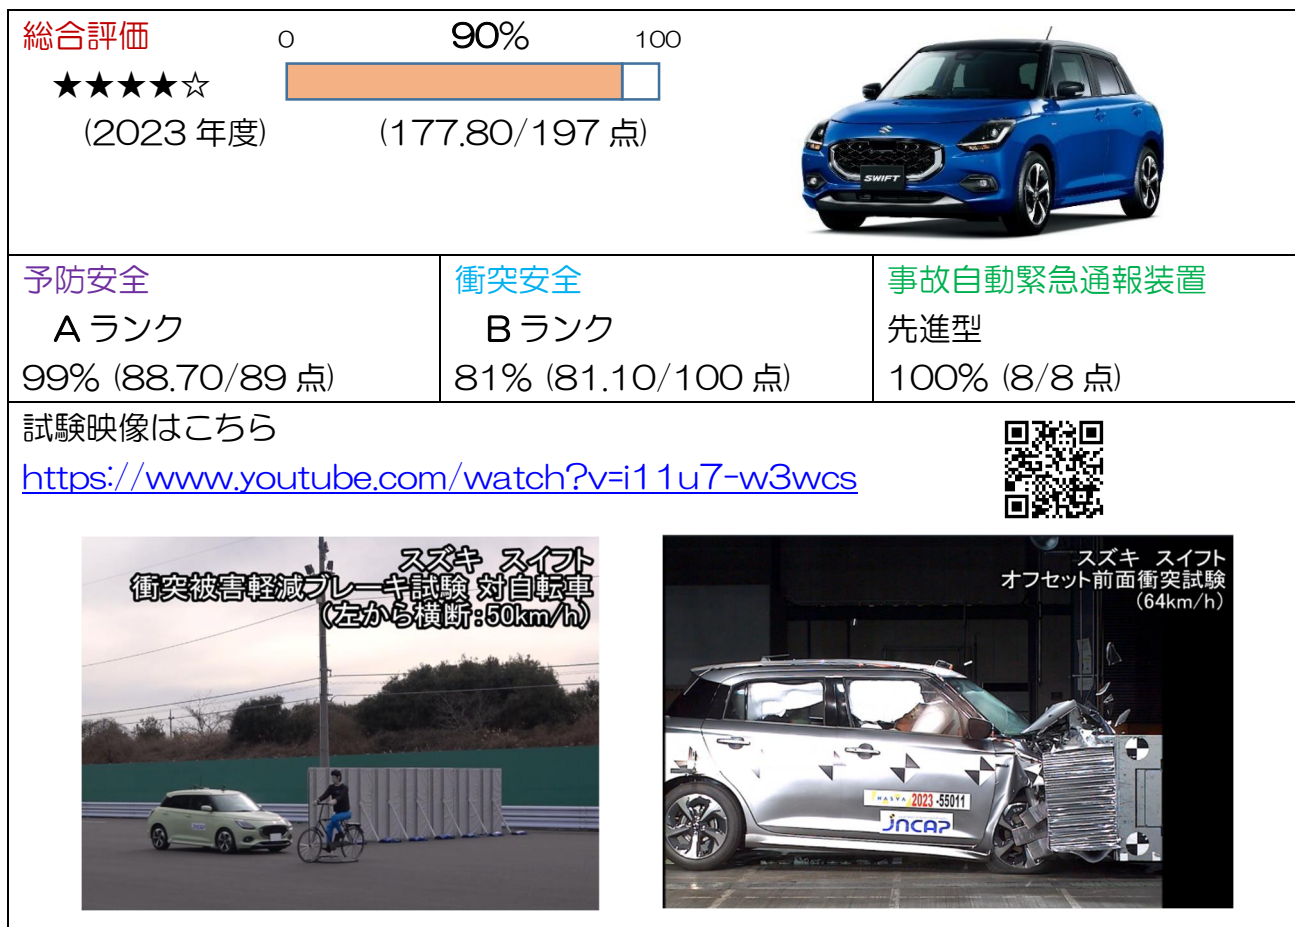 総合評価
0 90% 100
★★★★☆
(2023 年度) (177.80/197 点)
SWIFT
予防安全
A ランク
99% (88.70/89 点)
衝突安全
B ランク
81% (81.10/100 点)
事故自動緊急通報装置
先進型
100% (8/8 点)
試験映像はこちら
https://www.youtube.com/watch?v=i11u7-w3wcs
スズキ スイフト
衝突被害軽減ブレーキ試験 対自転車
(左から横断:50km/h)
JNCAP
スズキ スイフト
オフセット前面衝突試験
(64km/h)
NASVA 2023-55011
JNCAP